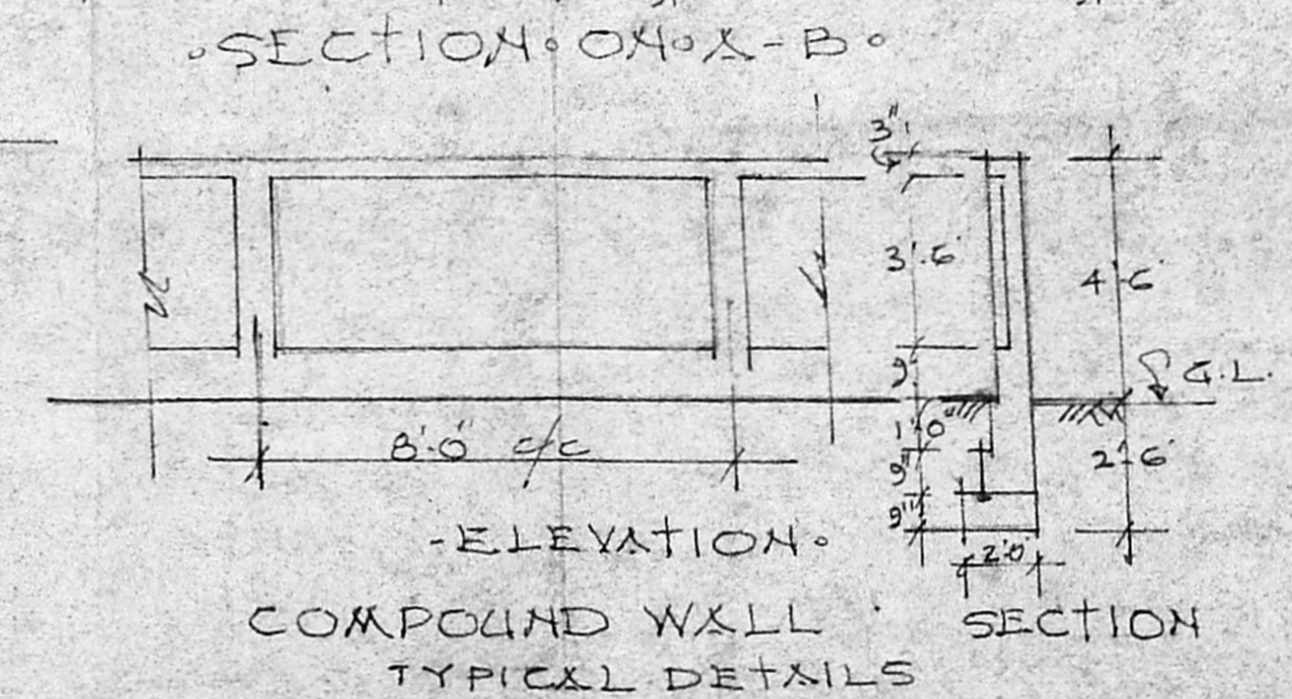 •SECTION•ON•A-B•
3"
3'.6"
4'-6"
9"
G.L.
1'.0"
8'-0" c/c
9"
2'-6"
9"
-ELEVATION•
2'.0"
COMPOUND WALL
SECTION
TYPICAL DETAILS